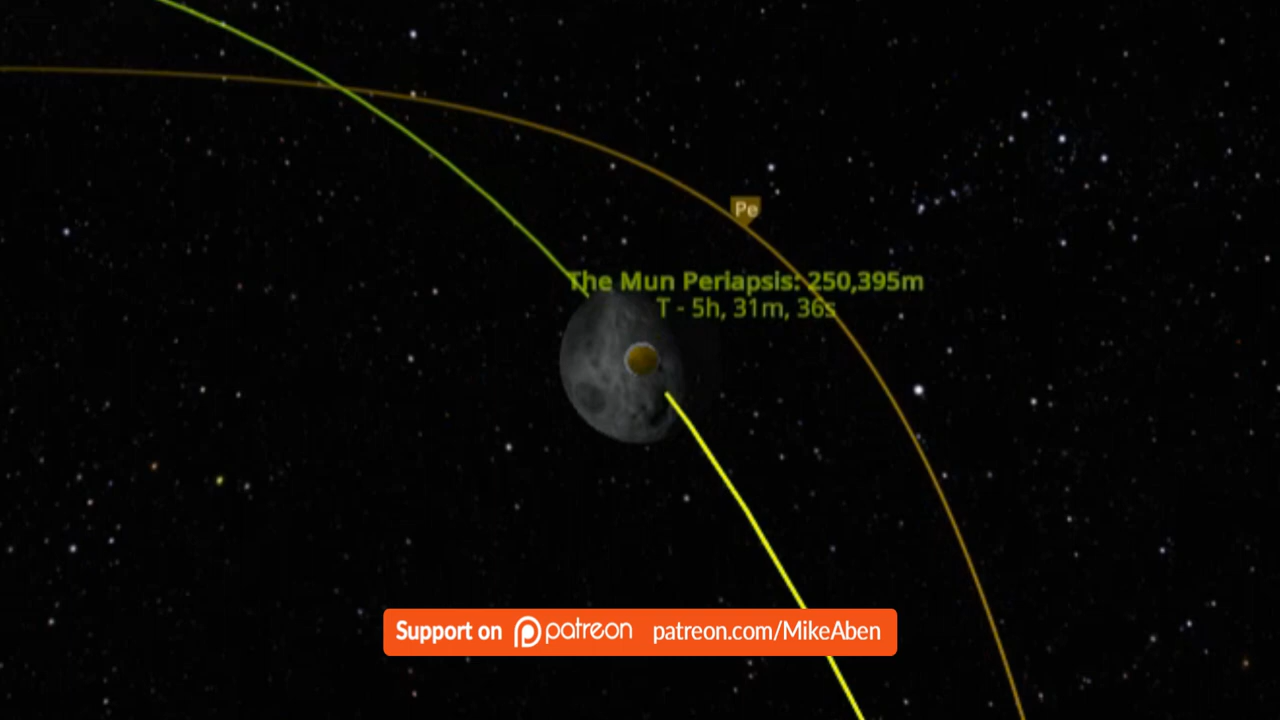 Pe
The Mun Periapsis: 250,395m
T - 5h, 31m, 36s
Support on patreon patreon.com/MikeAben